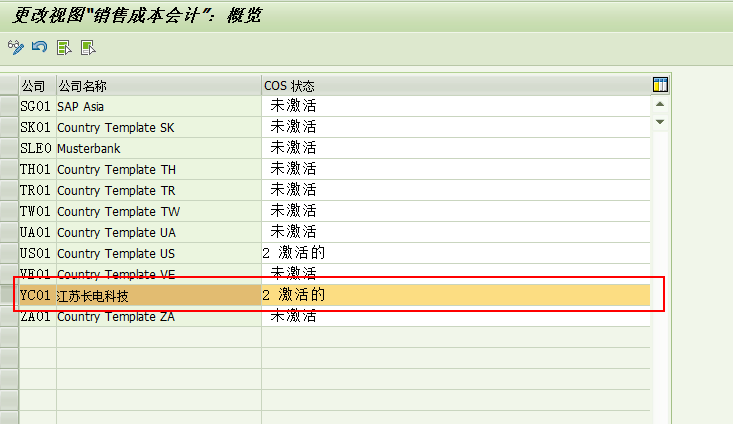 更改视图“销售成本会计”：概览
公司 公司名称 COS 状态
SG01 SAP Asia 未激活
SK01 Country Template SK 未激活
SLE0 Musterbank 未激活
TH01 Country Template TH 未激活
TR01 Country Template TR 未激活
TW01 Country Template TW 未激活
UA01 Country Template UA 未激活
US01 Country Template US 2 激活的
VE01 Country Template VE 未激活
YC01 江苏长电科技 2 激活的
ZA01 Country Template ZA 未激活